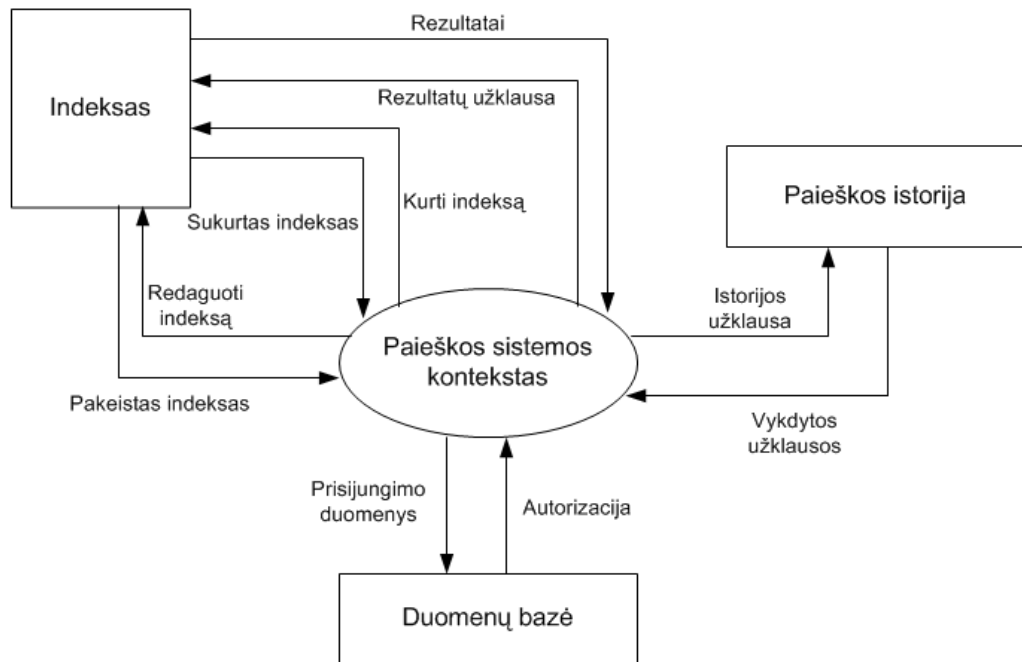 Rezultatai
Indeksas
Rezultatų užklausa
Kurti indeksą
Sukurtas indeksas
Paieškos istorija
Redaguoti
indeksą
Istorijos
užklausa
Paieškos sistemos
kontekstas
Pakeistas indeksas
Vykdytos
užklausos
Prisijungimo
duomenys
Autorizacija
Duomenų bazė